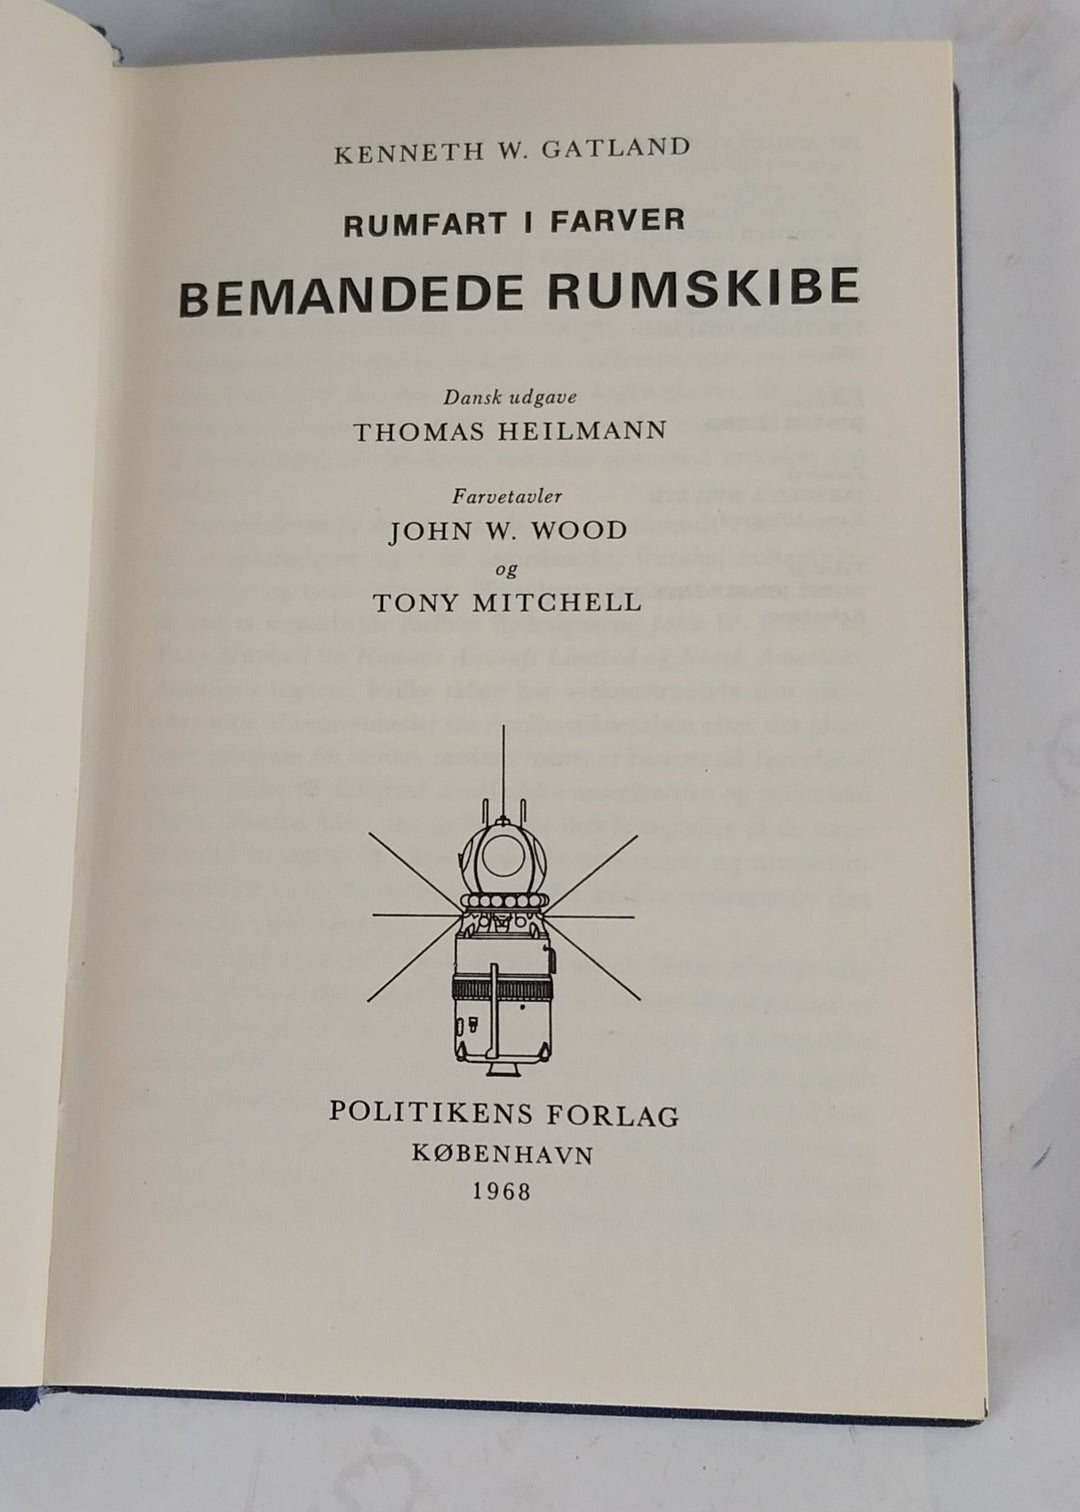 KENNETH W. GATLAND
RUMFART I FARVER
BEMANDEDE RUMSKIBE
Dansk udgave
THOMAS HEILMANN
Farvetavler
JOHN W. WOOD
og
TONY MITCHELL
POLITIKENS FORLAG
KØBENHAVN
1968